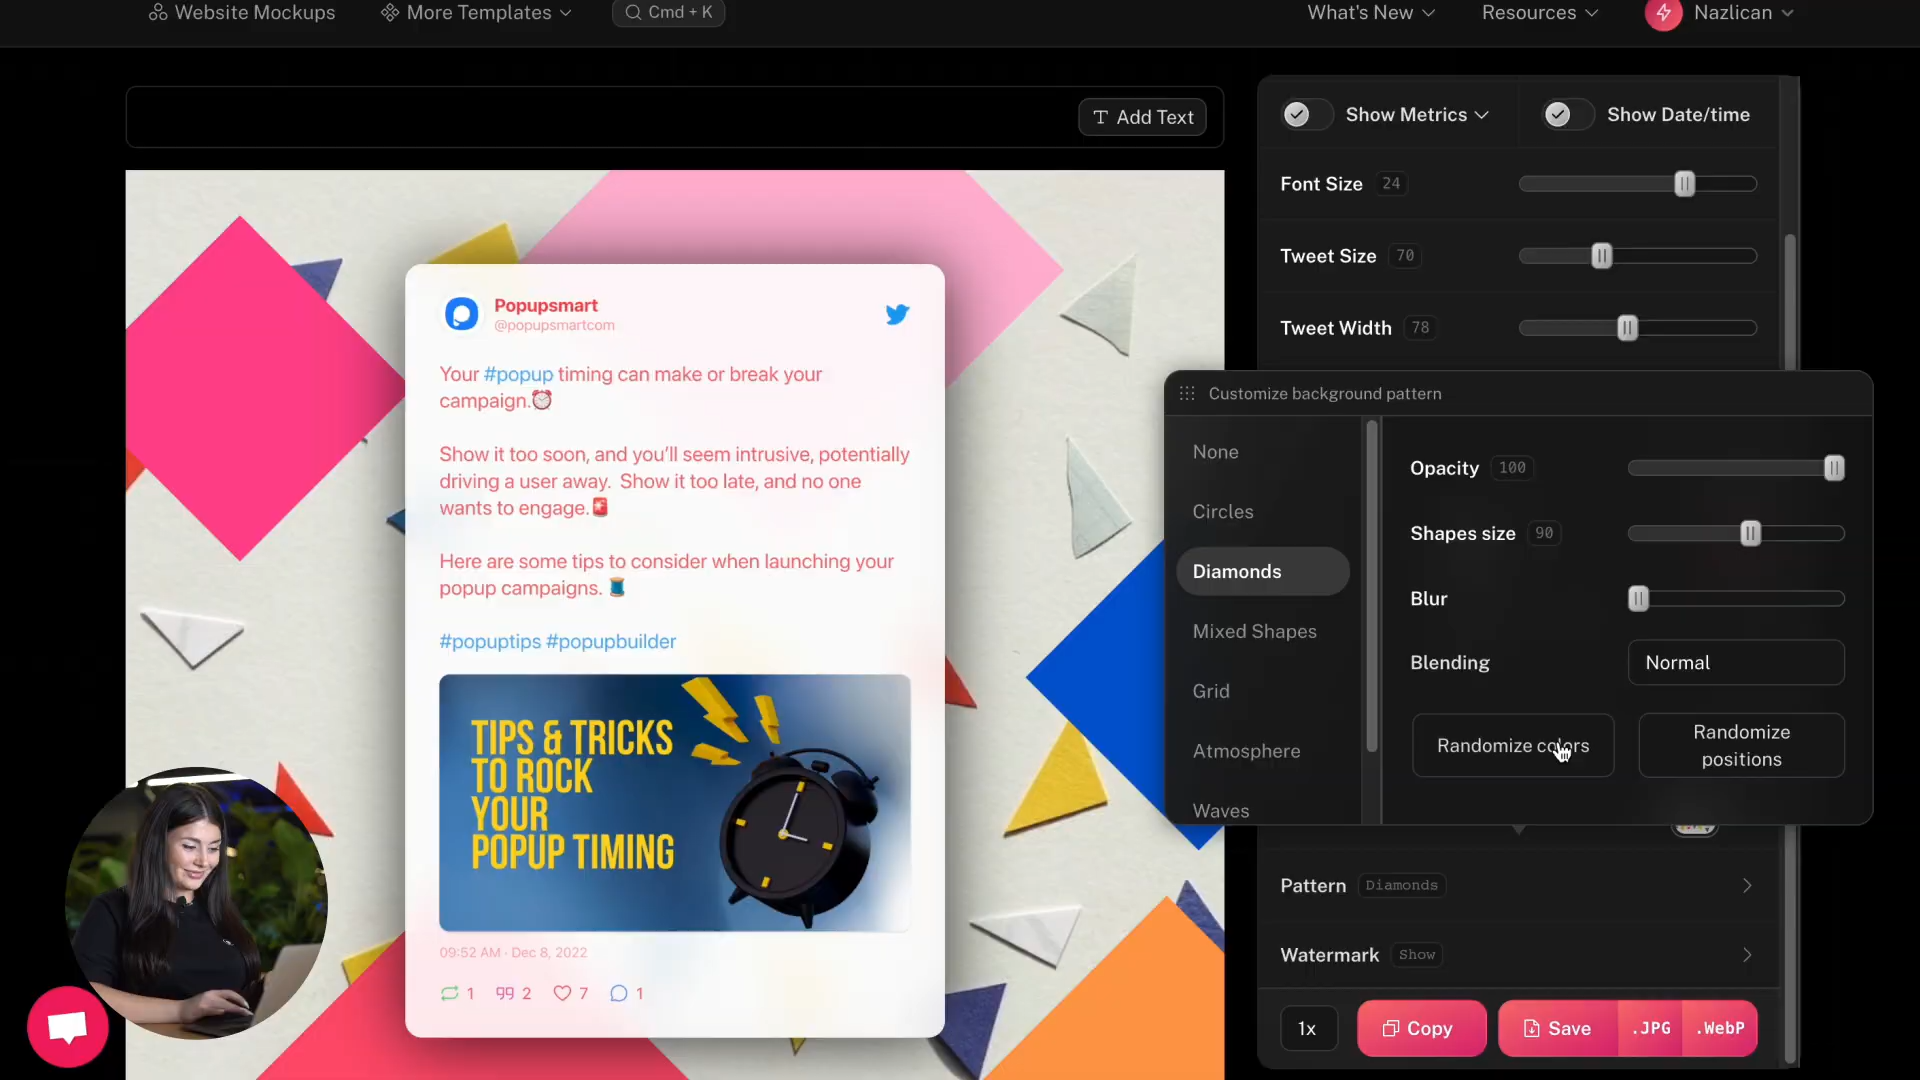 Website Mockups
More Templates
Cmd + K
What's New
Resources
Nazlican
Add Text
Show Metrics
Show Date/time
Font Size 24
Tweet Size 70
Tweet Width 78
Popupsmart
@popupsmartcom
Your #popup timing can make or break your
campaign.⏰
Show it too soon, and you’ll seem intrusive, potentially
driving a user away. Show it too late, and no one
wants to engage.🚨
Here are some tips to consider when launching your
popup campaigns. 🧵
#popuptips #popupbuilder
TIPS & TRICKS
TO ROCK
YOUR
POPUP TIMING
09:52 AM · Dec 8, 2022
1
2
7
1
Customize background pattern
None
Circles
Diamonds
Mixed Shapes
Grid
Atmosphere
Waves
Opacity 100
Shapes size 90
Blur
Blending Normal
Randomize colors
Randomize
positions
Pattern Diamonds
Watermark Show
1x
Copy
Save
.JPG
.WebP